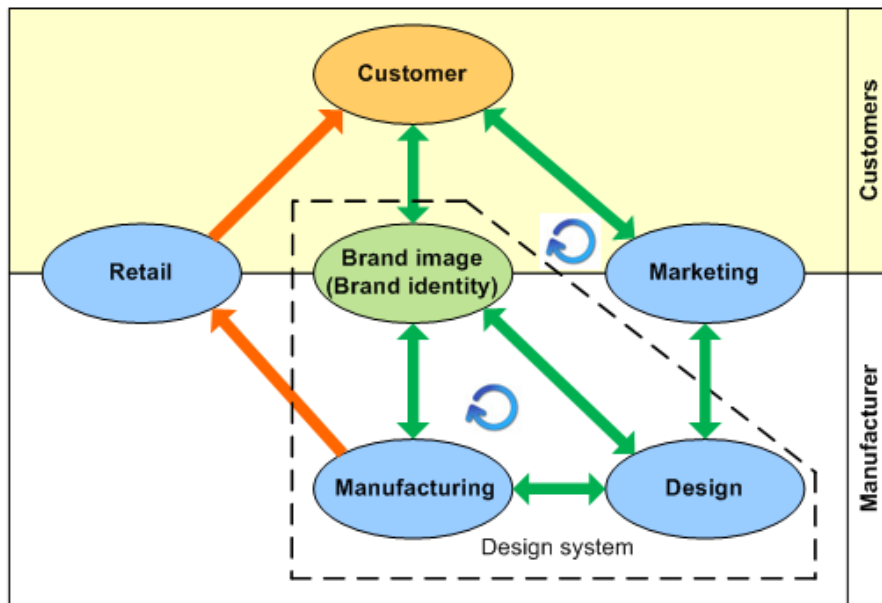 Customer
Customers
Retail
Brand image
(Brand identity)
Marketing
Manufacturer
Manufacturing
Design
Design system